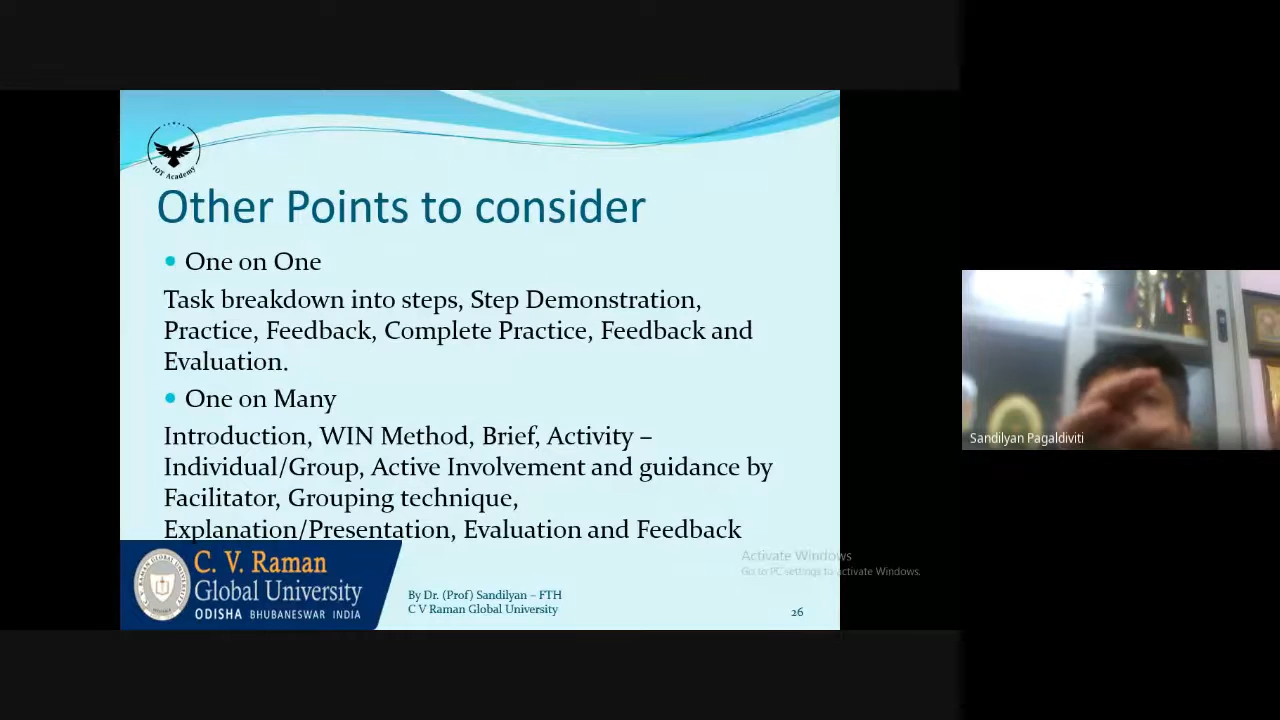 IOT Academy
Other Points to consider
One on One
Task breakdown into steps, Step Demonstration,
Practice, Feedback, Complete Practice, Feedback and
Evaluation.
One on Many
Introduction, WIN Method, Brief, Activity –
Individual/Group, Active Involvement and guidance by
Facilitator, Grouping technique,
Explanation/Presentation, Evaluation and Feedback
C. V. Raman
Global University
ODISHA BHUBANESWAR INDIA
By Dr. (Prof) Sandilyan – FTH
C V Raman Global University
26
Activate Windows
Go to PC settings to activate Windows.
Sandilyan Pagaldiviti